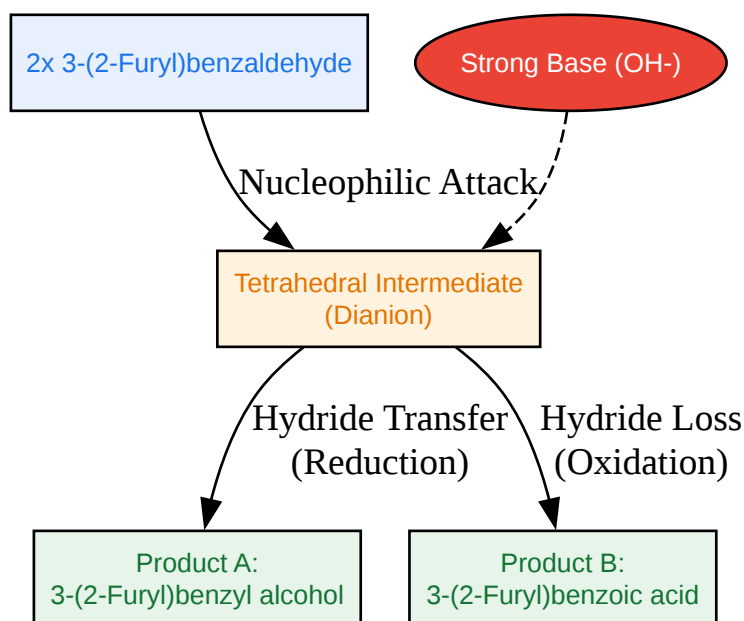 2x 3-(2-Furyl)benzaldehyde
Strong Base (OH-)
Nucleophilic Attack
Tetrahedral Intermediate
(Dianion)
Hydride Transfer
(Reduction)
Hydride Loss
(Oxidation)
Product A:
3-(2-Furyl)benzyl alcohol
Product B:
3-(2-Furyl)benzoic acid